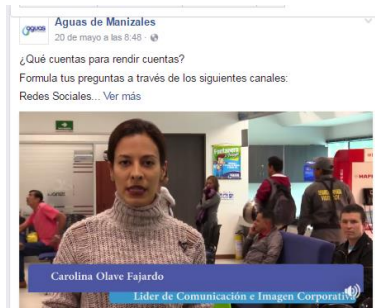 aguas
Aguas de Manizales
20 de mayo a las 8:48 ·
¿Qué cuentas para rendir cuentas?
Formula tus preguntas a través de los siguientes canales:
Redes Sociales... Ver más
Carolina Olave Fajardo
Líder de Comunicación e Imagen Corporativa